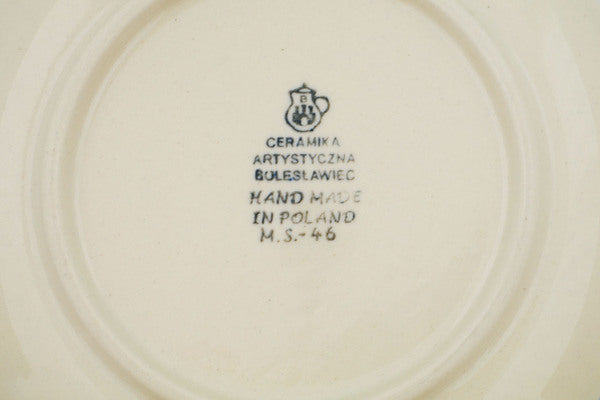 B
CERAMIKA
ARTYSTYCZNA
BOLESŁAWIEC
HAND MADE
IN POLAND
M.S.-46